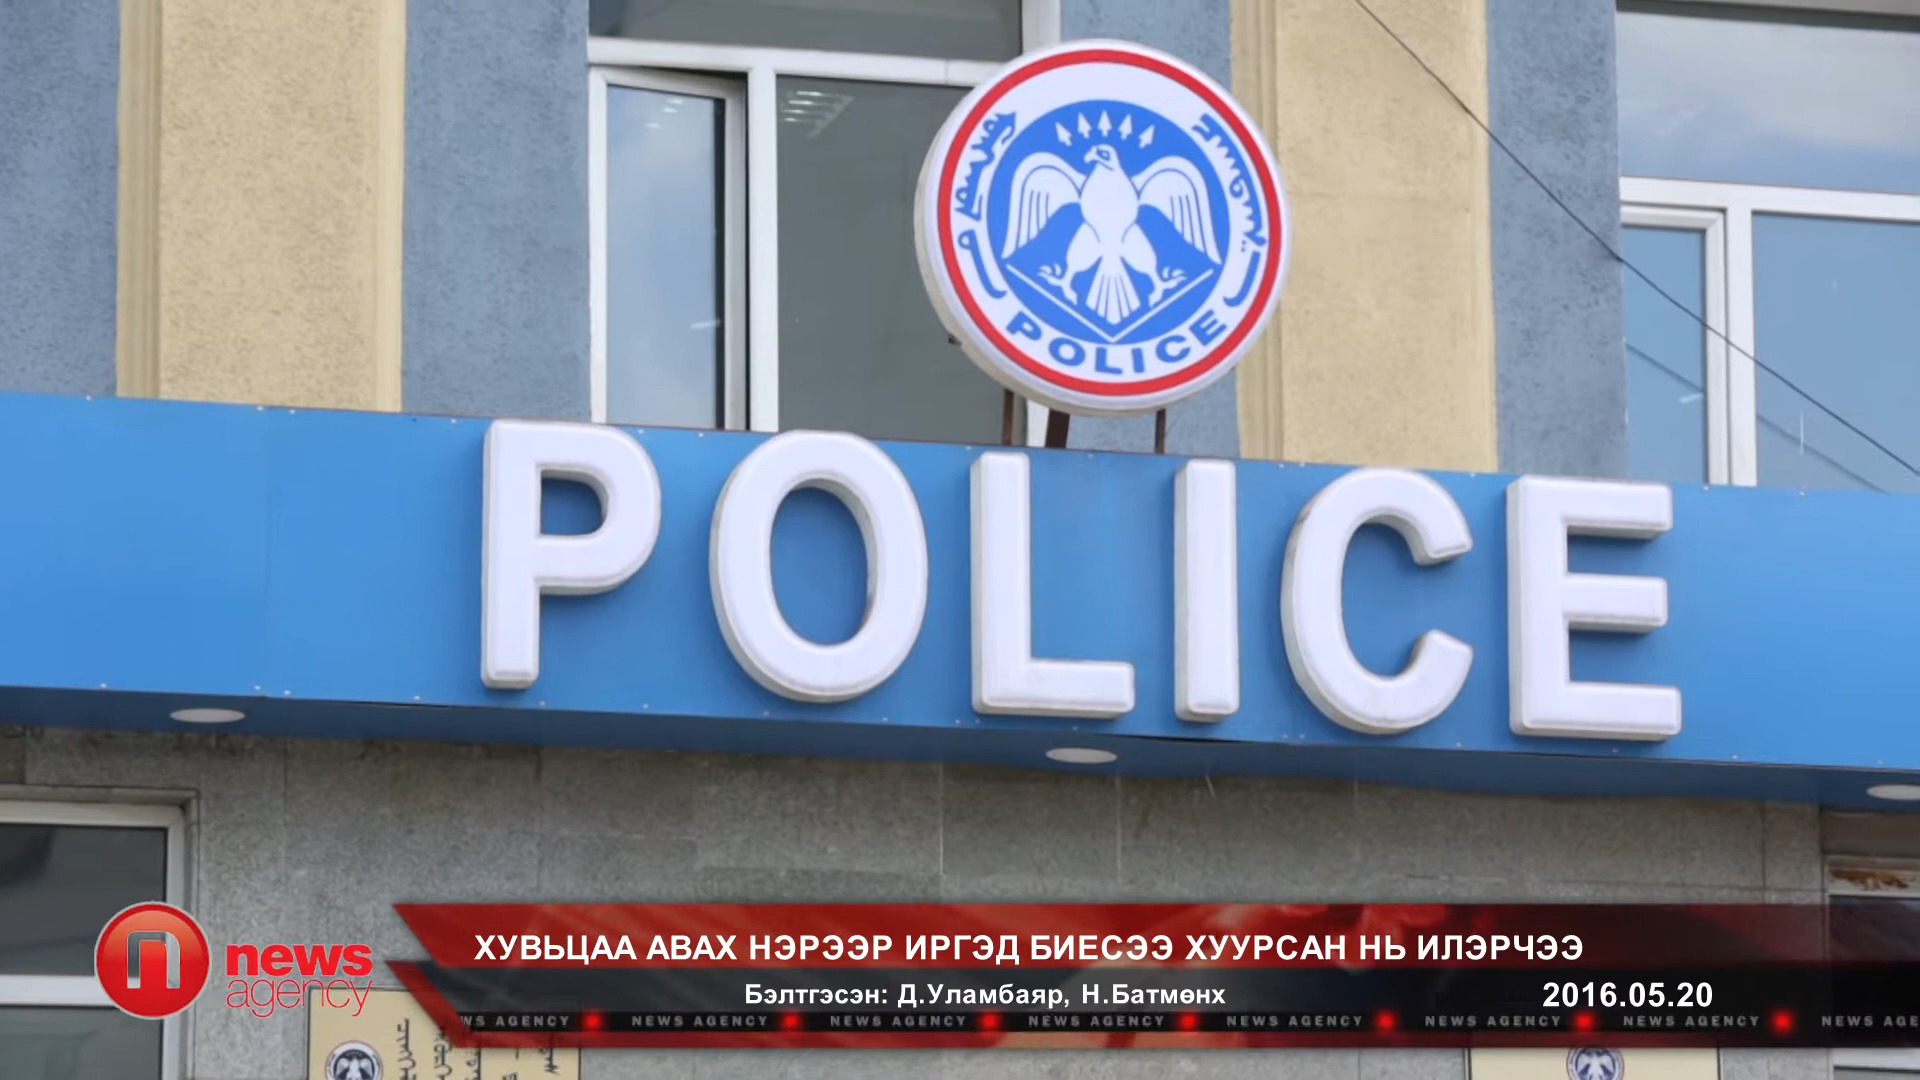 POLICE
POLICE
ХУВЬЦАА АВАХ НЭРЭЭР ИРГЭД БИЕСЭЭ ХУУРСАН НЬ ИЛЭРЧЭЭ
Бэлтгэсэн: Д.Уламбаяр, Н.Батмөнх
2016.05.20
n news
agency
NEWS AGENCY NEWS AGENCY NEWS AGENCY NEWS AGENCY NEWS AGENCY NEWS AGENCY